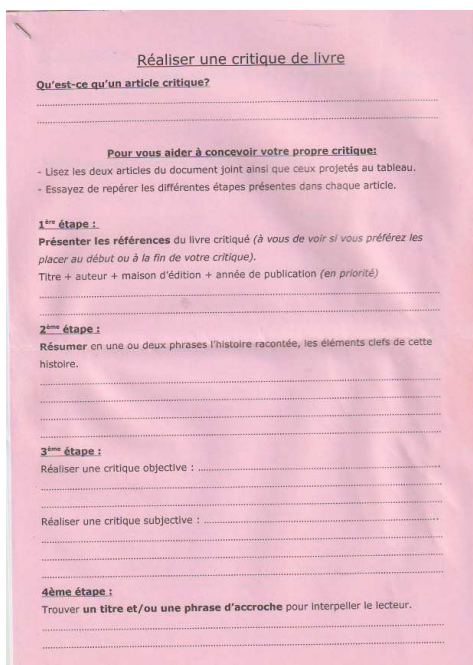 Réaliser une critique de livre
Qu'est-ce qu'un article critique?
Pour vous aider à concevoir votre propre critique:
- Lisez les deux articles du document joint ainsi que ceux projetés au tableau.
- Essayez de repérer les différentes étapes présentes dans chaque article.
1ère étape :
Présenter les références du livre critiqué (à vous de voir si vous préférez les
placer au début ou à la fin de votre critique).
Titre + auteur + maison d'édition + année de publication (en priorité)
2ème étape :
Résumer en une ou deux phrases l'histoire racontée, les éléments clefs de cette
histoire.
3ème étape :
Réaliser une critique objective :
Réaliser une critique subjective :
4ème étape :
Trouver un titre et/ou une phrase d'accroche pour interpeller le lecteur.